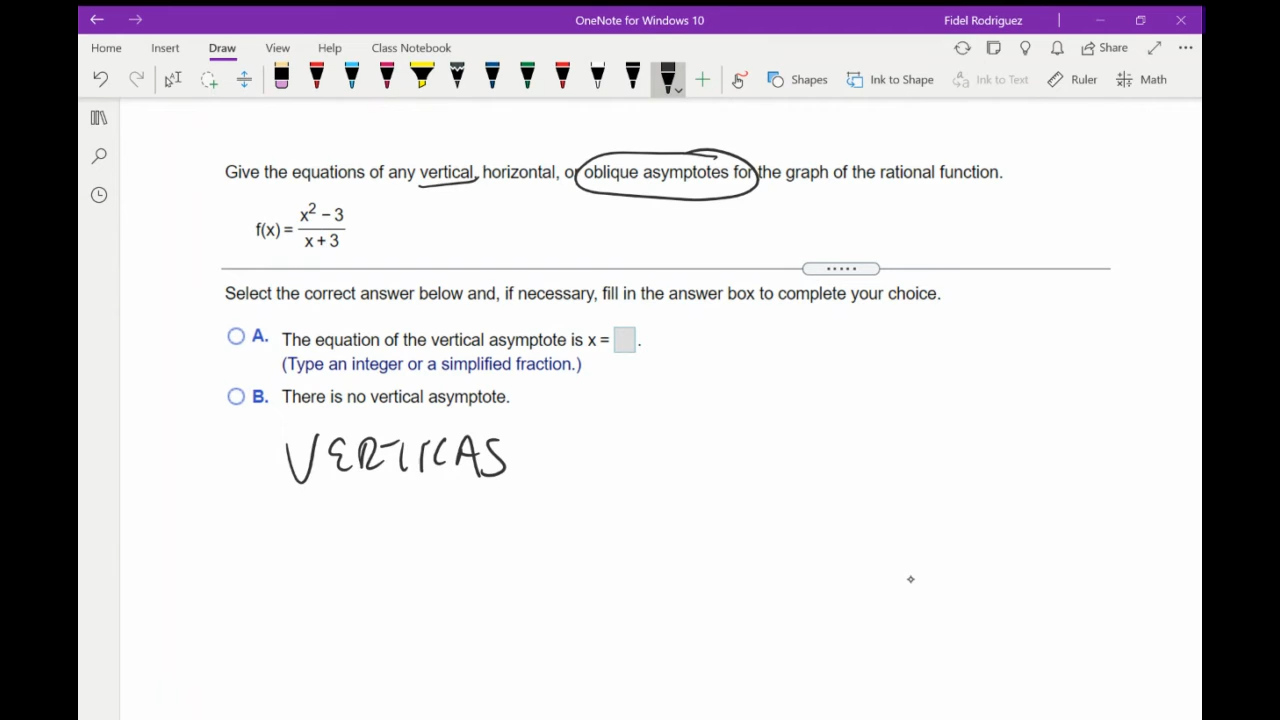 OneNote for Windows 10 Fidel Rodriguez
Home Insert Draw View Help Class Notebook Share
Shapes Ink to Shape Ink to Text Ruler Math
Give the equations of any vertical, horizontal, or oblique asymptotes for the graph of the rational function.
x² − 3
f(x) =
x + 3
Select the correct answer below and, if necessary, fill in the answer box to complete your choice.
A. The equation of the vertical asymptote is x = .
(Type an integer or a simplified fraction.)
B. There is no vertical asymptote.
VERTICAS